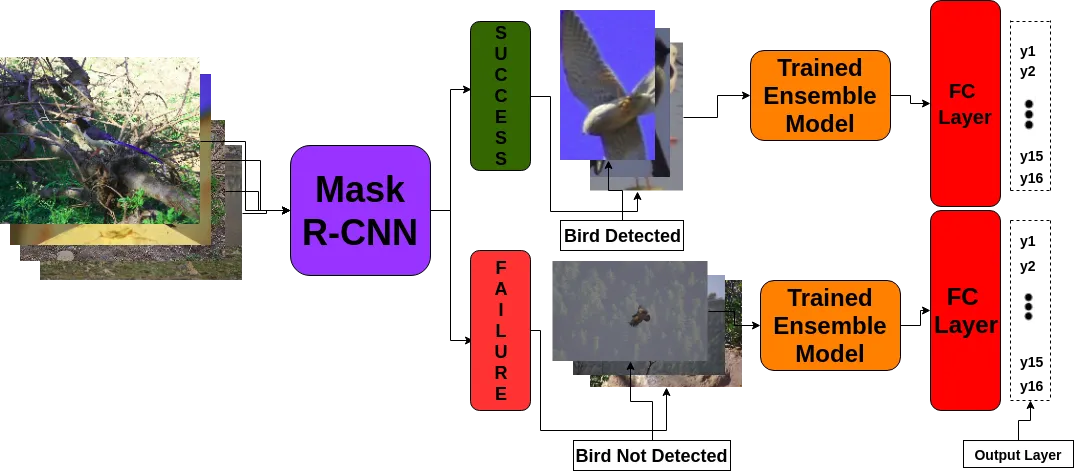 Mask
R-CNN
S
U
C
C
E
S
S
Bird Detected
Trained
Ensemble
Model
FC
Layer
y1
y2
y15
y16
F
A
I
L
U
R
E
Bird Not Detected
Trained
Ensemble
Model
FC
Layer
y1
y2
y15
y16
Output Layer